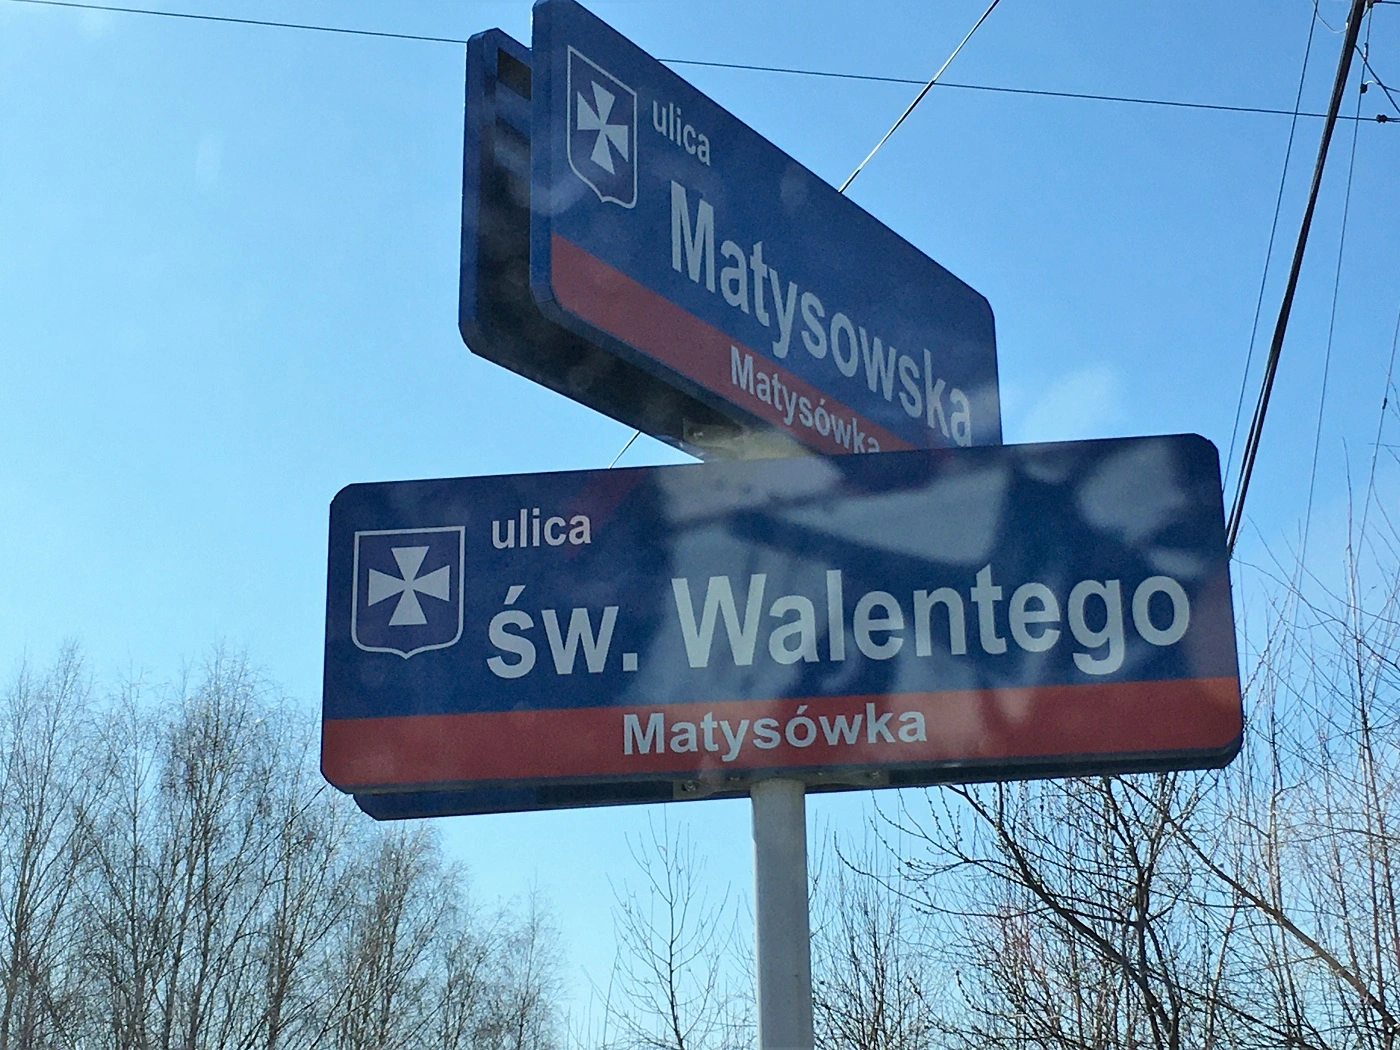 ulica
Matysowska
Matysówka
ulica
św. Walentego
Matysówka